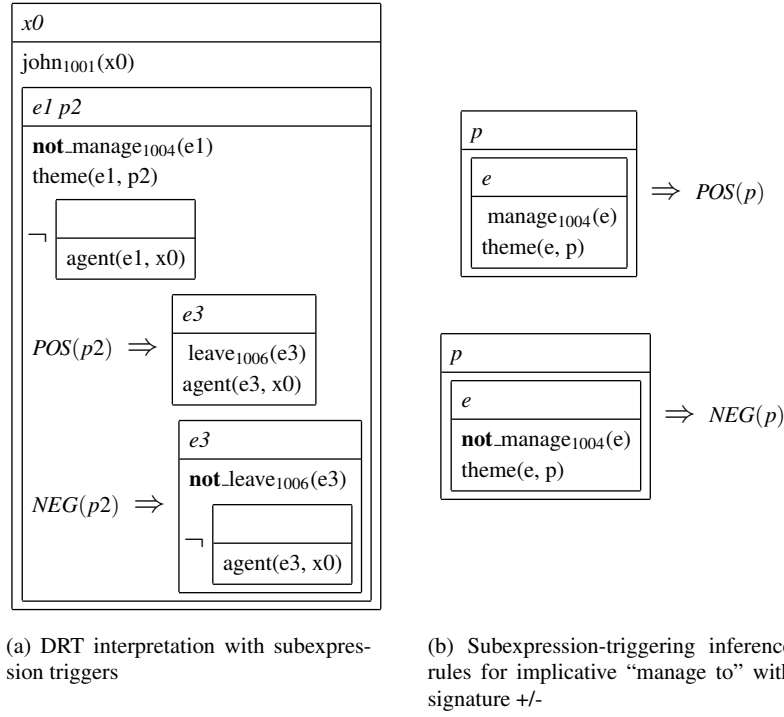 x0
john1001(x0)
e1 p2
not_manage1004(e1)
theme(e1, p2)
¬
agent(e1, x0)
POS(p2) ⇒
e3
leave1006(e3)
agent(e3, x0)
NEG(p2) ⇒
e3
not_leave1006(e3)
¬
agent(e3, x0)
(a) DRT interpretation with subexpres-
sion triggers
p
e
manage1004(e)
theme(e, p)
⇒ POS(p)
p
e
not_manage1004(e)
theme(e, p)
⇒ NEG(p)
(b) Subexpression-triggering inference
rules for implicative “manage to” with
signature +/-